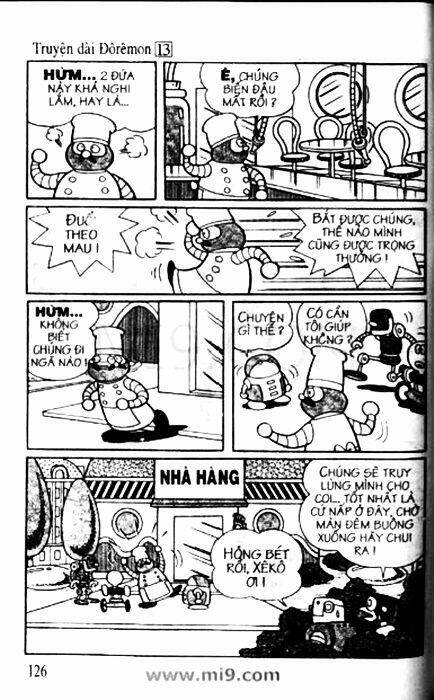 Truyện dài Đôrêmon 13
HỪM... 2 ĐỨA
NÀY KHẢ NGHI
LẮM, HAY LÀ...
Ê, CHÚNG
BIẾN ĐÂU
MẤT RỒI ?
ĐUỔI
THEO
MAU !
BẮT ĐƯỢC CHÚNG,
THẾ NÀO MÌNH
CŨNG ĐƯỢC TRỌNG
THƯỞNG !
HỪM...
KHÔNG
BIẾT
CHÚNG ĐI
NGÃ NÀO !
CHUYỆN
GÌ THẾ ?
CÓ CẦN
TÔI GIÚP
KHÔNG ?
NHÀ HÀNG
CHÚNG SẼ TRUY
LÙNG MÌNH CHO
COI... TỐT NHẤT LÀ
CỨ NẤP Ở ĐÂY, CHỜ
MÀN ĐÊM BUÔNG
XUỐNG HÃY CHUI
RA !
HỎNG BÉT
RỒI, XÊKÔ
ƠI !
126
www.mi9.com